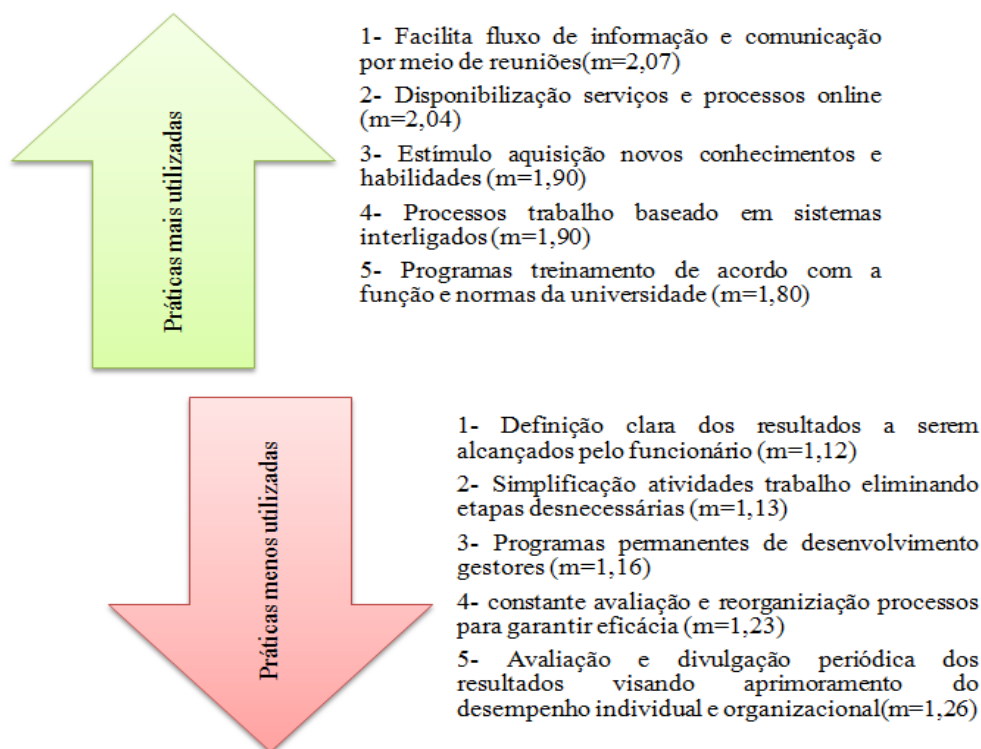 Práticas mais utilizadas
1- Facilita fluxo de informação e comunicação
por meio de reuniões(m=2,07)
2- Disponibilização serviços e processos online
(m=2,04)
3- Estímulo aquisição novos conhecimentos e
habilidades (m=1,90)
4- Processos trabalho baseado em sistemas
interligados (m=1,90)
5- Programas treinamento de acordo com a
função e normas da universidade (m=1,80)
Práticas menos utilizadas
1- Definição clara dos resultados a serem
alcançados pelo funcionário (m=1,12)
2- Simplificação atividades trabalho eliminando
etapas desnecessárias (m=1,13)
3- Programas permanentes de desenvolvimento
gestores (m=1,16)
4- constante avaliação e reorganiziação processos
para garantir eficácia (m=1,23)
5- Avaliação e divulgação periódica dos
resultados visando aprimoramento do
desempenho individual e organizacional(m=1,26)